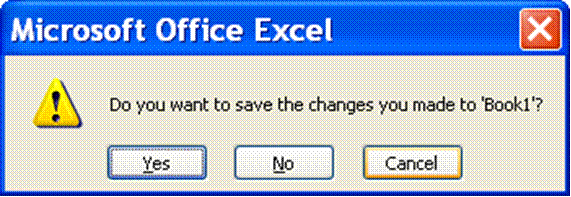 Microsoft Office Excel
Do you want to save the changes you made to 'Book1'?
Yes No Cancel